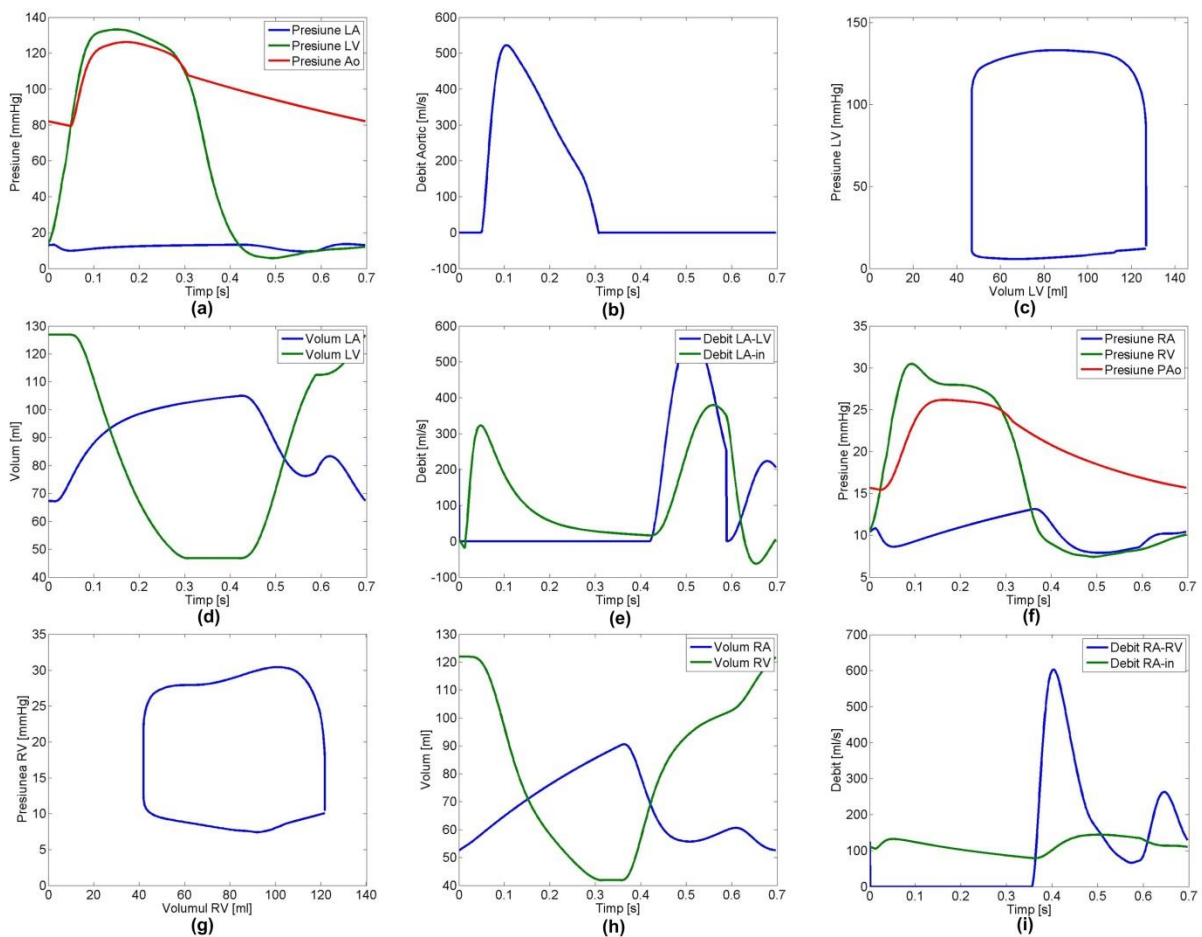 140
120
100
80
60
40
20
0
Presiune [mmHg]
Presiune LA
Presiune LV
Presiune Ao
0 0.1 0.2 0.3 0.4 0.5 0.6 0.7
Timp [s]
(a)
600
500
400
300
200
100
0
-100
Debit Aortic [ml/s]
0 0.1 0.2 0.3 0.4 0.5 0.6 0.7
Timp [s]
(b)
150
100
50
0
Presiune LV [mmHg]
0 20 40 60 80 100 120 140
Volum LV [ml]
(c)
130
120
110
100
90
80
70
60
50
40
Volum [ml]
Volum LA
Volum LV
0 0.1 0.2 0.3 0.4 0.5 0.6 0.7
Timp [s]
(d)
600
500
400
300
200
100
0
-100
Debit [ml/s]
Debit LA-LV
Debit LA-in
0 0.1 0.2 0.3 0.4 0.5 0.6 0.7
Timp [s]
(e)
35
30
25
20
15
10
5
Presiune [mmHg]
Presiune RA
Presiune RV
Presiune PAo
0 0.1 0.2 0.3 0.4 0.5 0.6 0.7
Timp [s]
(f)
35
30
25
20
15
10
5
0
Presiunea RV [mmHg]
0 20 40 60 80 100 120 140
Volumul RV [ml]
(g)
130
120
110
100
90
80
70
60
50
40
Volum [ml]
Volum RA
Volum RV
0 0.1 0.2 0.3 0.4 0.5 0.6 0.7
Timp [s]
(h)
700
600
500
400
300
200
100
0
Debit [ml/s]
Debit RA-RV
Debit RA-in
0 0.1 0.2 0.3 0.4 0.5 0.6 0.7
Timp [s]
(i)